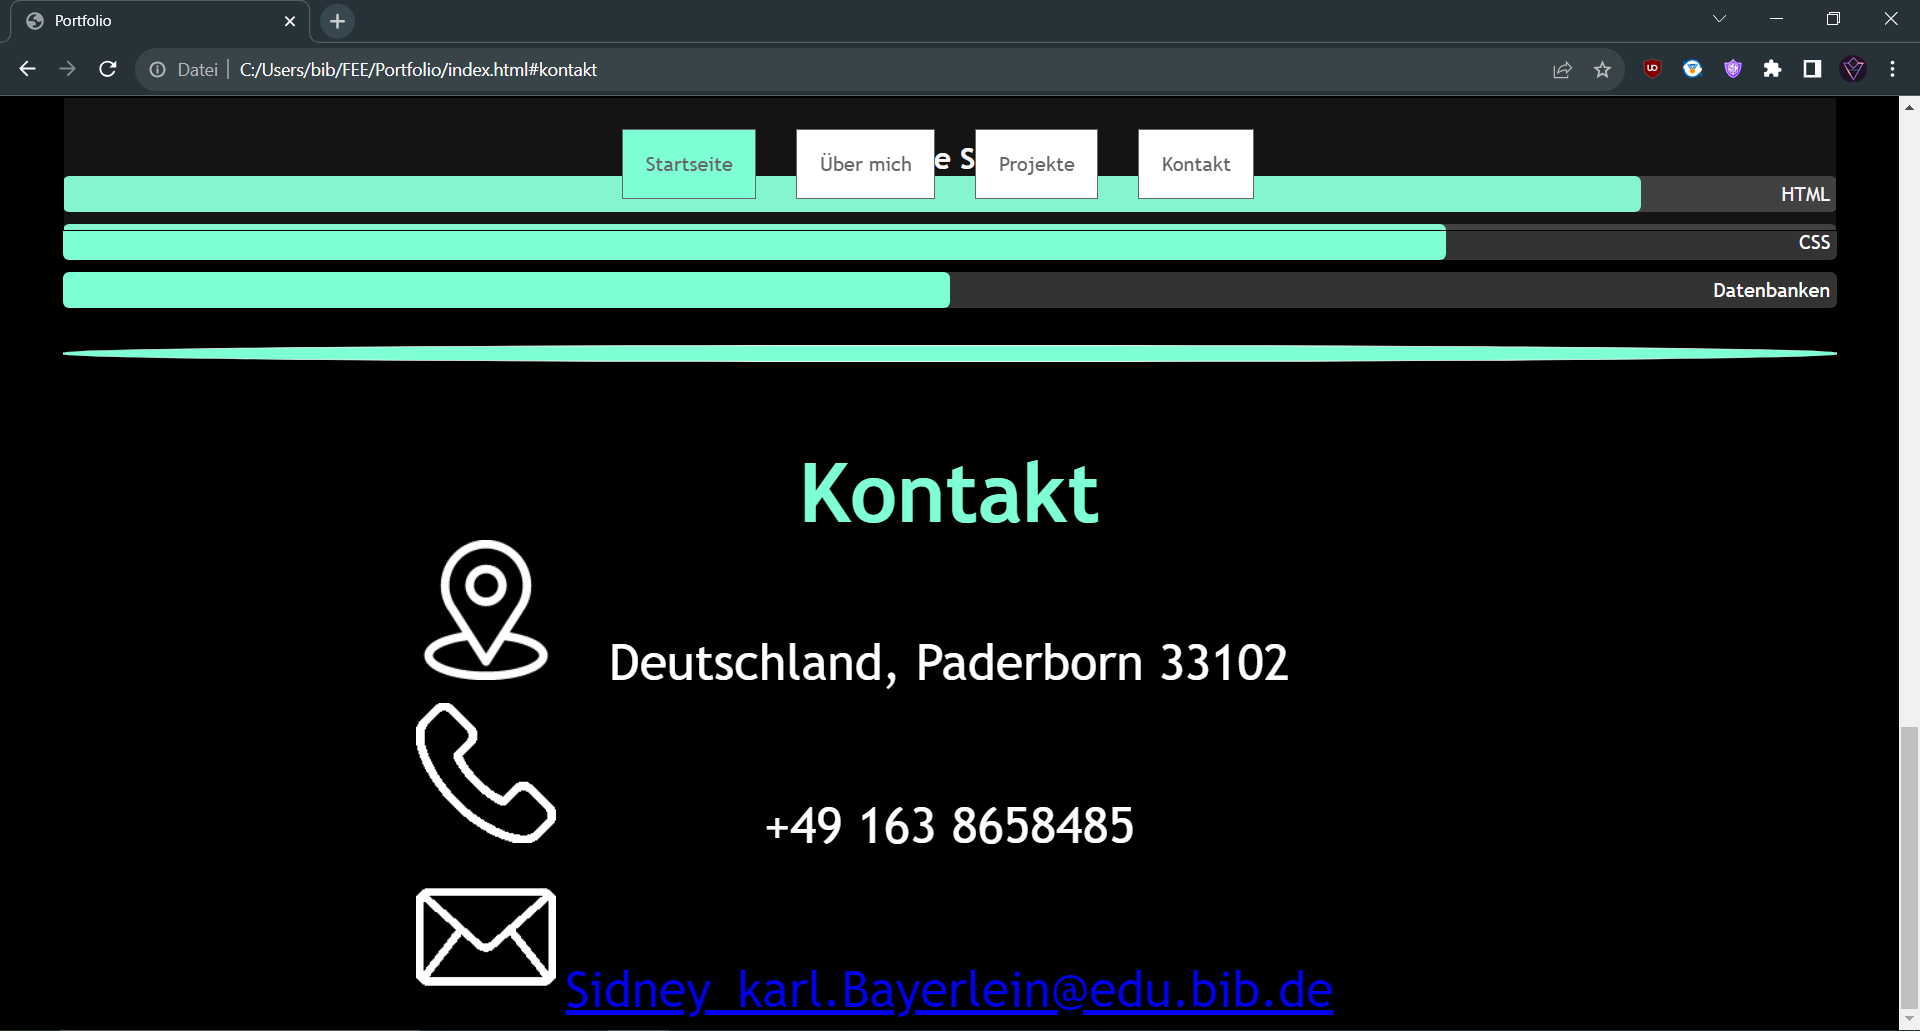 Portfolio
Datei C:/Users/bib/FEE/Portfolio/index.html#kontakt
Startseite Über mich e S Projekte Kontakt
HTML
CSS
Datenbanken
Kontakt
Deutschland, Paderborn 33102
+49 163 8658485
Sidney_karl.Bayerlein@edu.bib.de